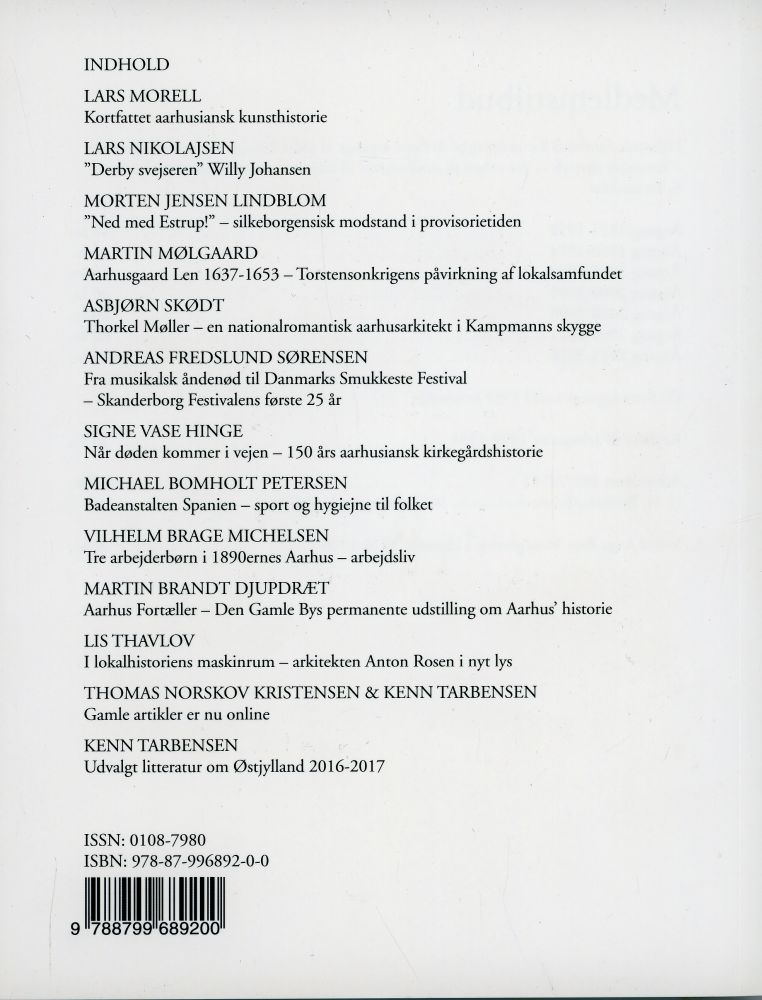 INDHOLD
LARS MORELL
Kortfattet aarhusiansk kunsthistorie
LARS NIKOLAJSEN
”Derby svejseren” Willy Johansen
MORTEN JENSEN LINDBLOM
”Ned med Estrup!” – silkeborgensisk modstand i provisorietiden
MARTIN MØLGAARD
Aarhusgaard Len 1637-1653 – Torstensonkrigens påvirkning af lokalsamfundet
ASBJØRN SKØDT
Thorkel Møller – en nationalromantisk aarhusarkitekt i Kampmanns skygge
ANDREAS FREDSLUND SØRENSEN
Fra musikalsk åndenød til Danmarks Smukkeste Festival
– Skanderborg Festivalens første 25 år
SIGNE VASE HINGE
Når døden kommer i vejen – 150 års aarhusiansk kirkegårdshistorie
MICHAEL BOMHOLT PETERSEN
Badeanstalten Spanien – sport og hygiejne til folket
VILHELM BRAGE MICHELSEN
Tre arbejderbørn i 1890ernes Aarhus – arbejdsliv
MARTIN BRANDT DJUPDRÆT
Aarhus Fortæller – Den Gamle Bys permanente udstilling om Aarhus’ historie
LIS THAVLOV
I lokalhistoriens maskinrum – arkitekten Anton Rosen i nyt lys
THOMAS NORSKOV KRISTENSEN & KENN TARBENSEN
Gamle artikler er nu online
KENN TARBENSEN
Udvalgt litteratur om Østjylland 2016-2017
ISSN: 0108-7980
ISBN: 978-87-996892-0-0
9 788799 689200